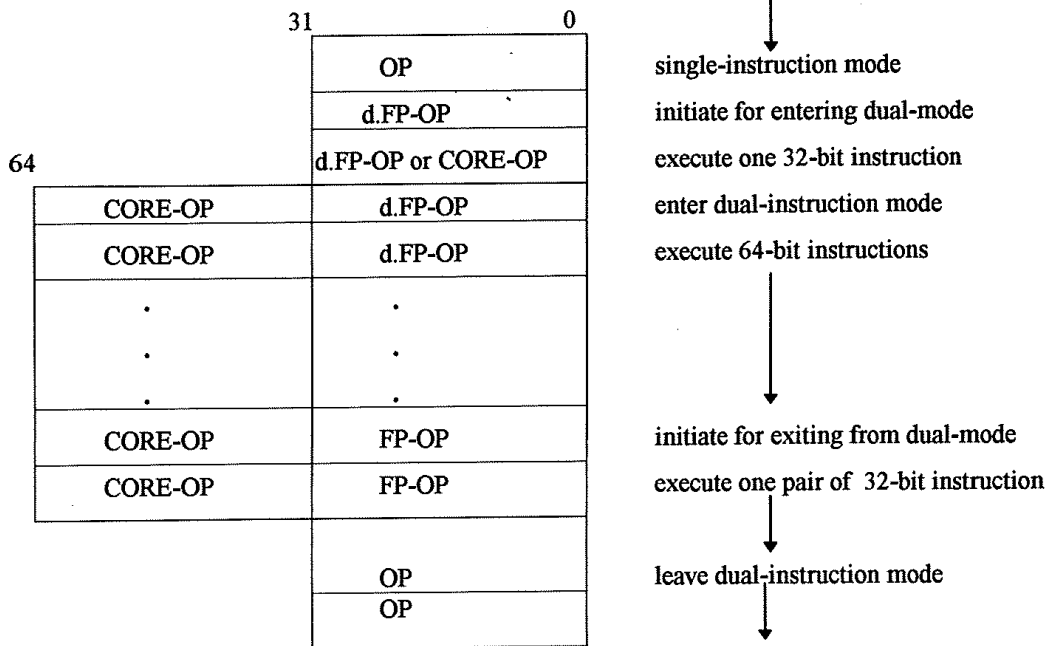 31 0
OP single-instruction mode
d.FP-OP initiate for entering dual-mode
64 d.FP-OP or CORE-OP execute one 32-bit instruction
CORE-OP d.FP-OP enter dual-instruction mode
CORE-OP d.FP-OP execute 64-bit instructions
. .
. .
. .
CORE-OP FP-OP initiate for exiting from dual-mode
CORE-OP FP-OP execute one pair of 32-bit instruction
OP leave dual-instruction mode
OP